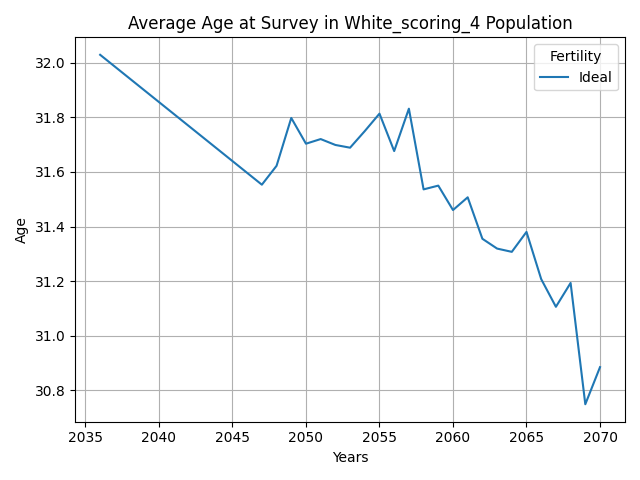 Average Age at Survey in White_scoring_4 Population
Fertility
Ideal
32.0
31.8
31.6
31.4
31.2
31.0
30.8
Age
2035 2040 2045 2050 2055 2060 2065 2070
Years